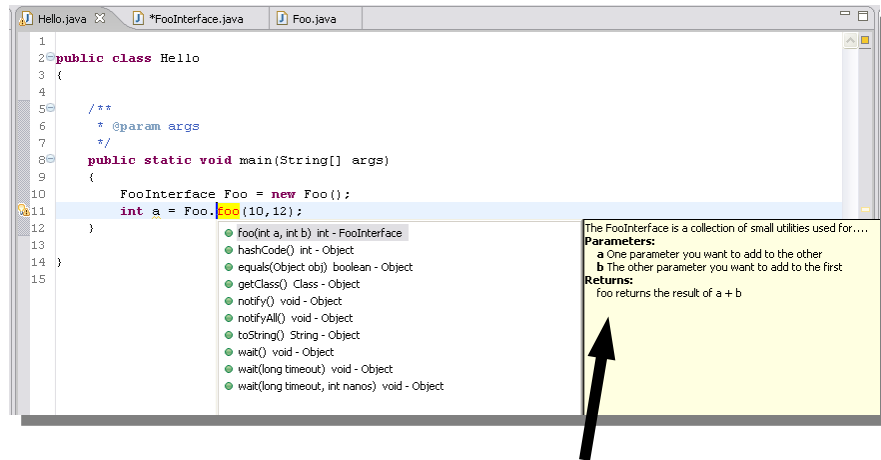 Hello.java *FooInterface.java Foo.java
1
2 public class Hello
3 {
4
5 /**
6 * @param args
7 */
8 public static void main(String[] args)
9 {
10 FooInterface Foo = new Foo();
11 int a = Foo.foo(10,12);
12 }
13
14 }
15
foo(int a, int b) int - FooInterface
hashCode() int - Object
equals(Object obj) boolean - Object
getClass() Class - Object
notify() void - Object
notifyAll() void - Object
toString() String - Object
wait() void - Object
wait(long timeout) void - Object
wait(long timeout, int nanos) void - Object
The FooInterface is a collection of small utilities used for....
Parameters:
a One parameter you want to add to the other
b The other parameter you want to add to the first
Returns:
foo returns the result of a + b